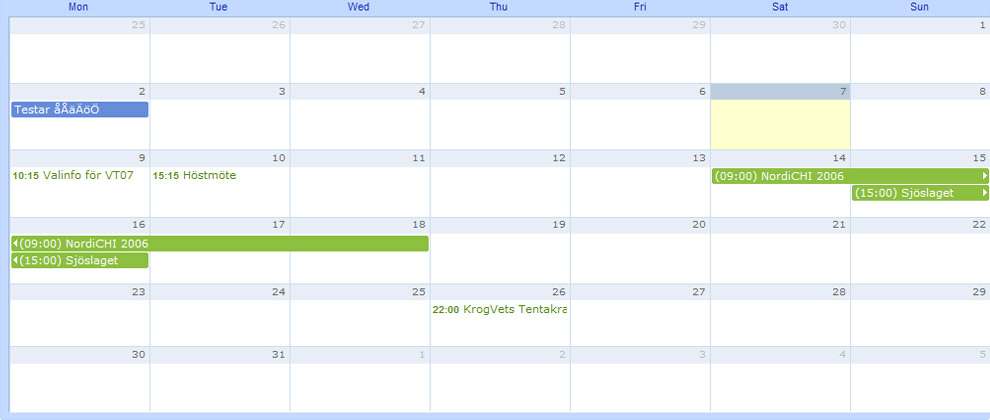 Mon Tue Wed Thu Fri Sat Sun
25 26 27 28 29 30 1
2 3 4 5 6 7 8
Testar åÅäÄöÖ
9 10 11 12 13 14 15
10:15 Valinfo för VT07 15:15 Höstmöte (09:00) NordiCHI 2006
(15:00) Sjöslaget
16 17 18 19 20 21 22
(09:00) NordiCHI 2006
(15:00) Sjöslaget
23 24 25 26 27 28 29
22:00 KrogVets Tentakra
30 31 1 2 3 4 5